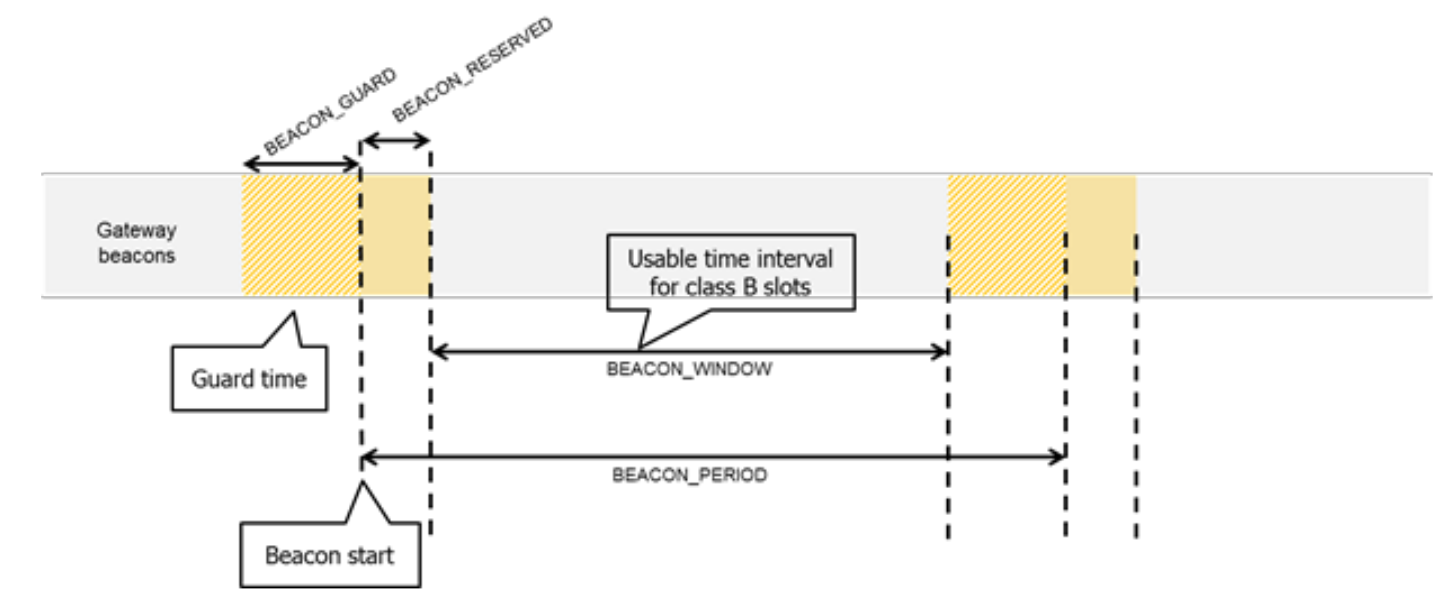 BEACON_GUARD
BEACON_RESERVED
Gateway
beacons
Usable time interval
for class B slots
BEACON_WINDOW
Guard time
BEACON_PERIOD
Beacon start